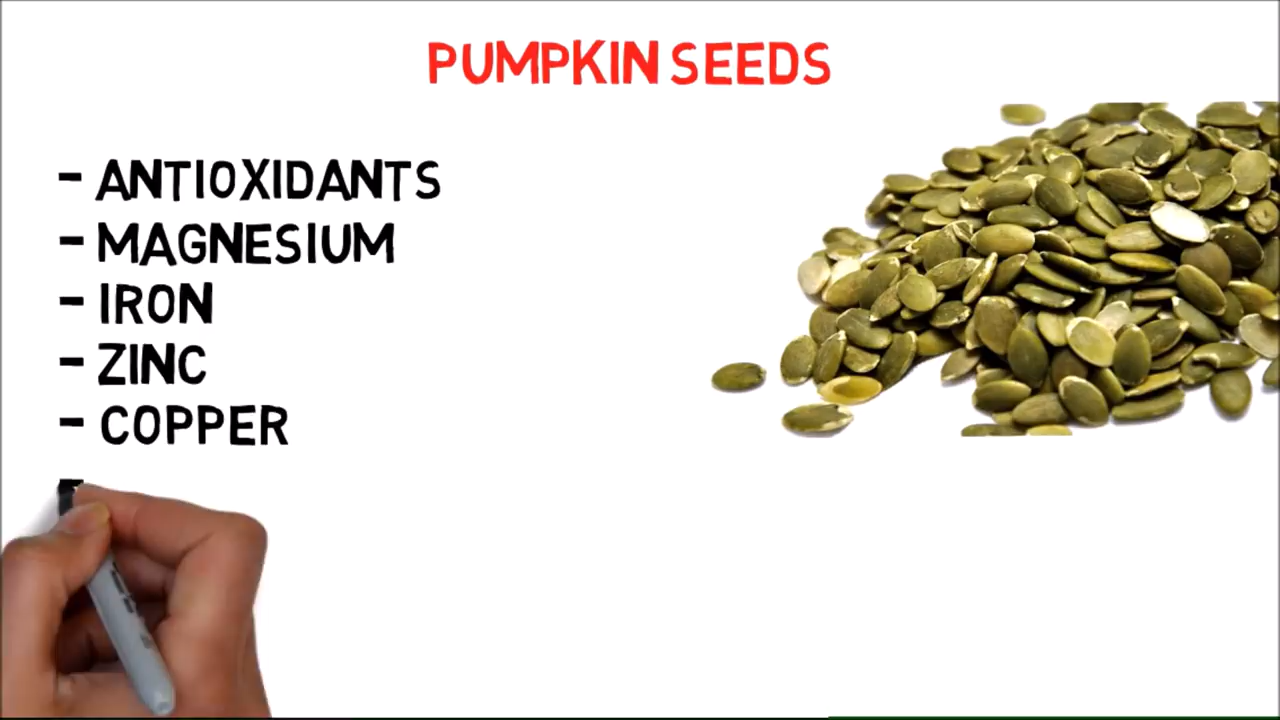 PUMPKIN SEEDS
- ANTIOXIDANTS
- MAGNESIUM
- IRON
- ZINC
- COPPER
-